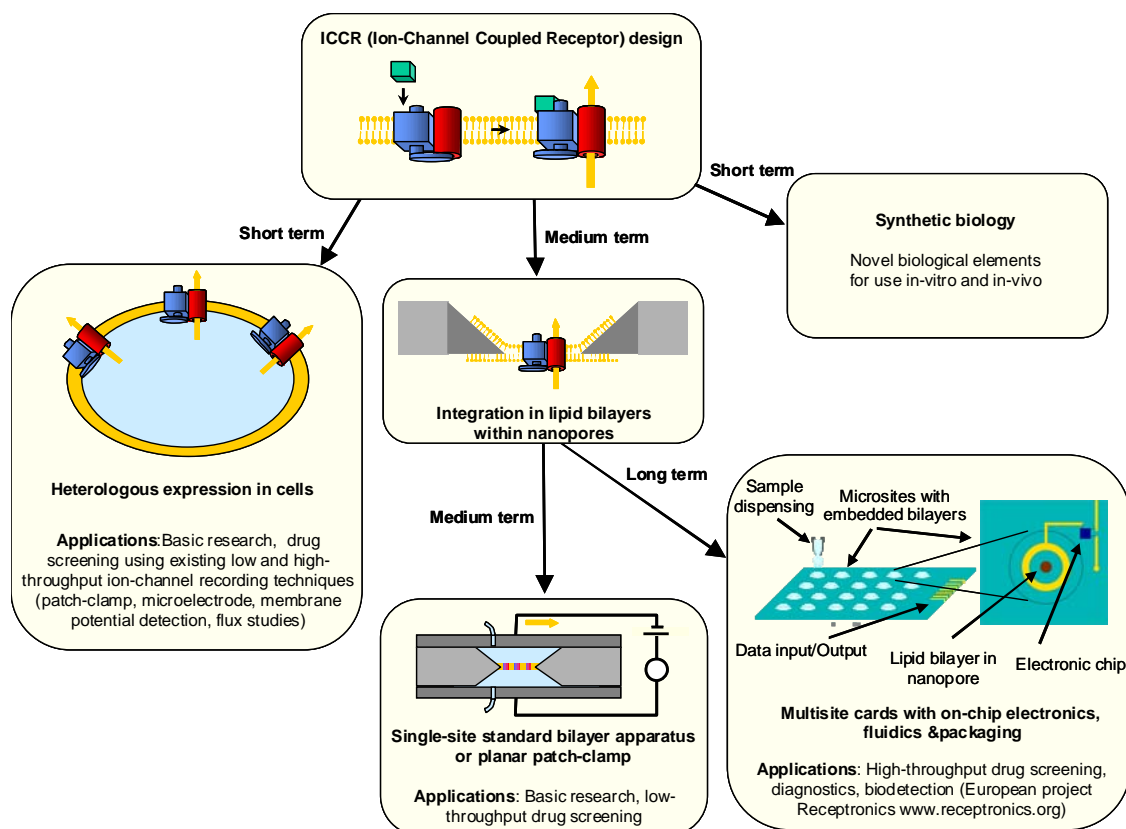 ICCR (Ion-Channel Coupled Receptor) design
Short term
Short term
Medium term
Synthetic biology
Novel biological elements
for use in-vitro and in-vivo
Heterologous expression in cells
Applications:Basic research, drug
screening using existing low and high-
throughput ion-channel recording techniques
(patch-clamp, microelectrode, membrane
potential detection, flux studies)
Integration in lipid bilayers
within nanopores
Medium term
Long term
Single-site standard bilayer apparatus
or planar patch-clamp
Applications: Basic research, low-
throughput drug screening
Sample
dispensing
Microsites with
embedded bilayers
Data input/Output
Lipid bilayer in
nanopore
Electronic chip
Multisite cards with on-chip electronics,
fluidics &packaging
Applications: High-throughput drug screening,
diagnostics, biodetection (European project
Receptronics www.receptronics.org)